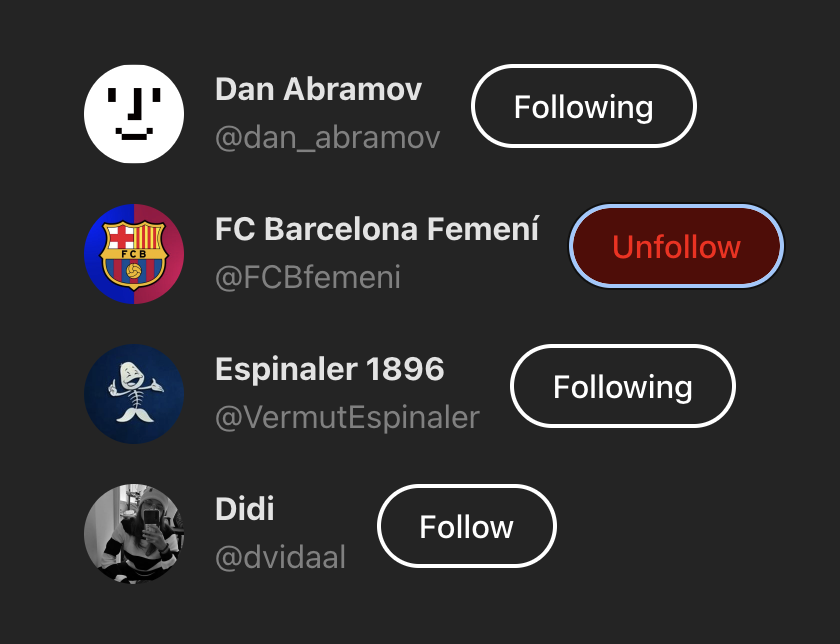 Dan Abramov
@dan_abramov
Following
FC Barcelona Femení
@FCBfemeni
Unfollow
FCB
Espinaler 1896
@VermutEspinaler
Following
Didi
@dvidaal
Follow